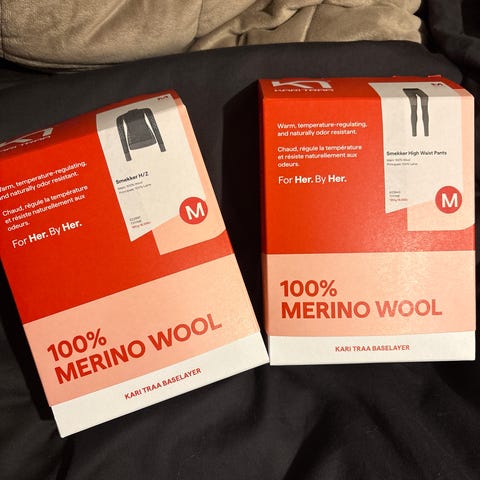 KARI TRAA
Warm, temperature-regulating,
and naturally odor resistant.
Chaud, régule la température
et résiste naturellement aux
odeurs.
For Her. By Her.
Smekker H/Z
M
100%
MERINO WOOL
KARI TRAA BASELAYER
KARI TRAA
M
Warm, temperature-regulating,
and naturally odor resistant.
Chaud, régule la température
et résiste naturellement aux
odeurs.
For Her. By Her.
Smekker High Waist Pants
M
100%
MERINO WOOL
KARI TRAA BASELAYER